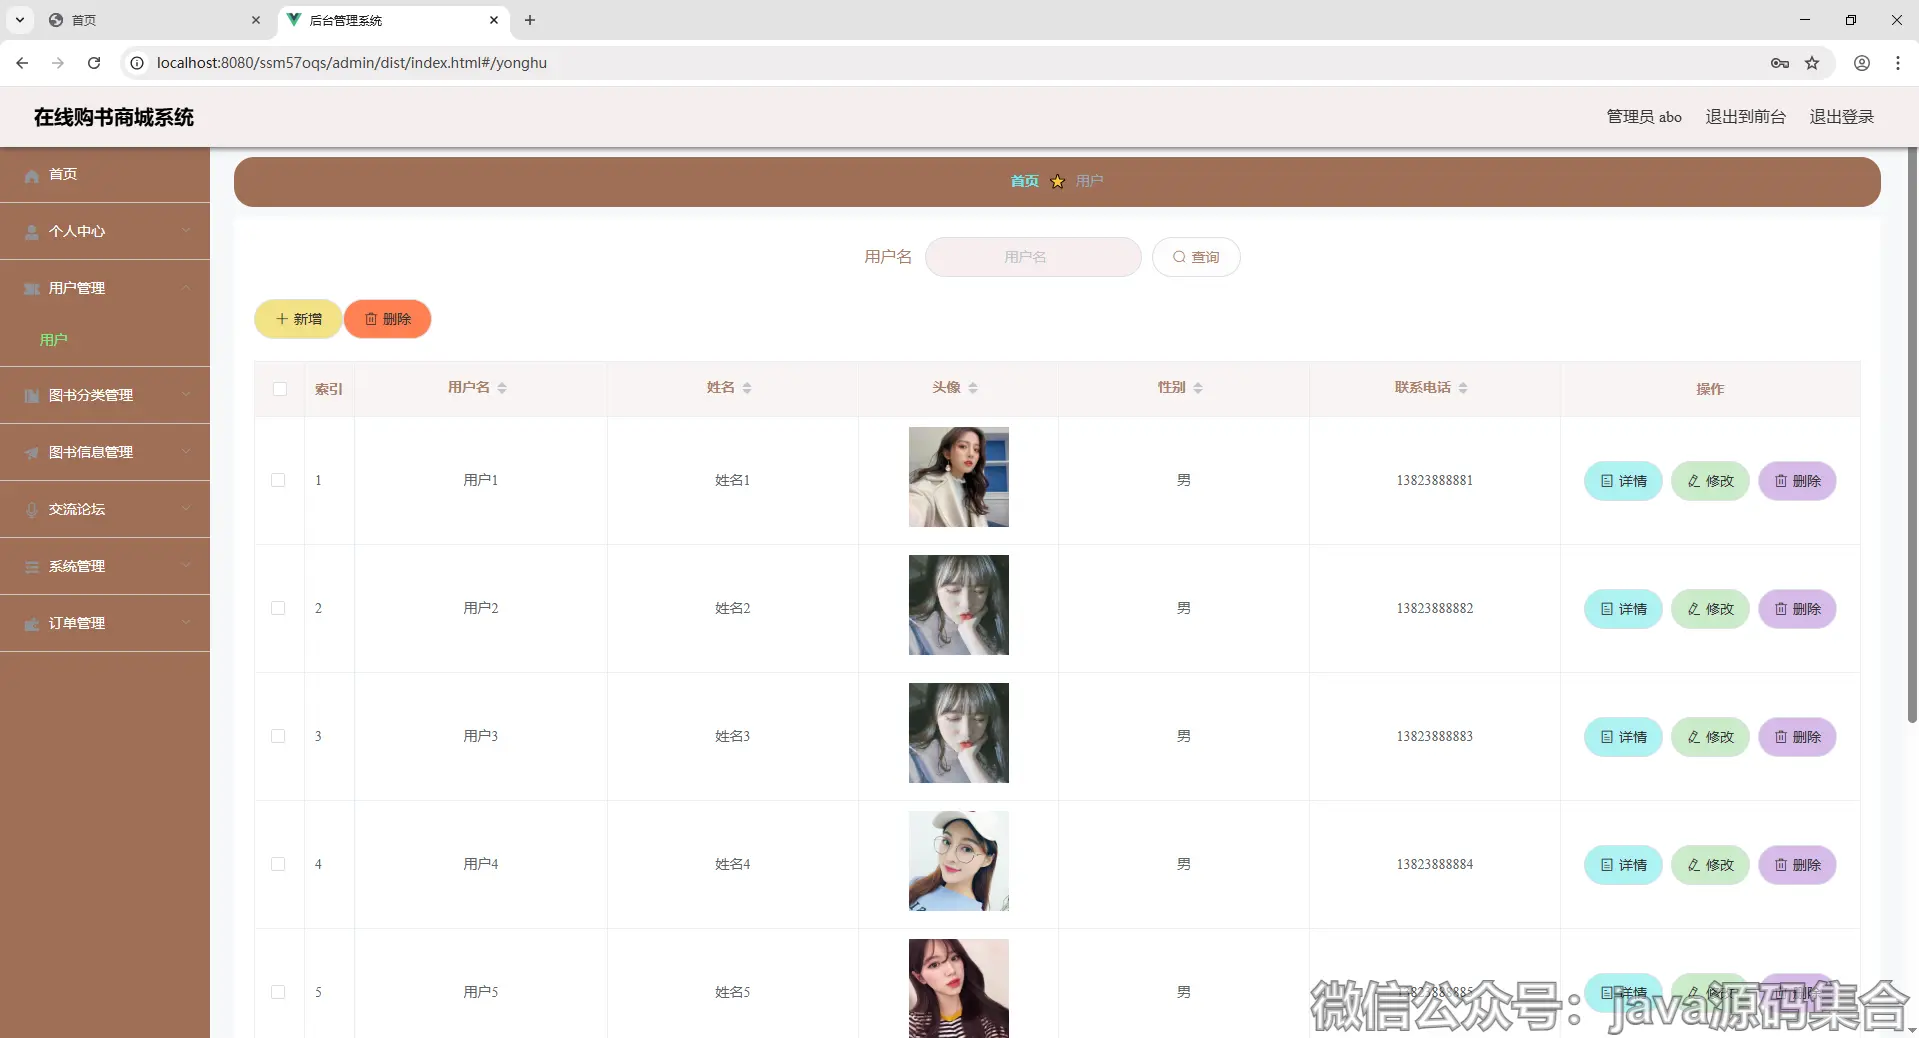 首页
后台管理系统
localhost:8080/ssm57oqs/admin/dist/index.html#/yonghu
在线购书商城系统
管理员 abo 退出到前台 退出登录
首页
个人中心
用户管理
用户
图书分类管理
图书信息管理
交流论坛
系统管理
订单管理
首页 用户
用户名 用户名 查询
新增 删除
索引 用户名 姓名 头像 性别 联系电话 操作
1 用户1 姓名1 男 13823888881 详情 修改 删除
2 用户2 姓名2 男 13823888882 详情 修改 删除
3 用户3 姓名3 男 13823888883 详情 修改 删除
4 用户4 姓名4 男 13823888884 详情 修改 删除
5 用户5 姓名5 男 13823888885 详情 修改 删除
微信公众号：java源码集合